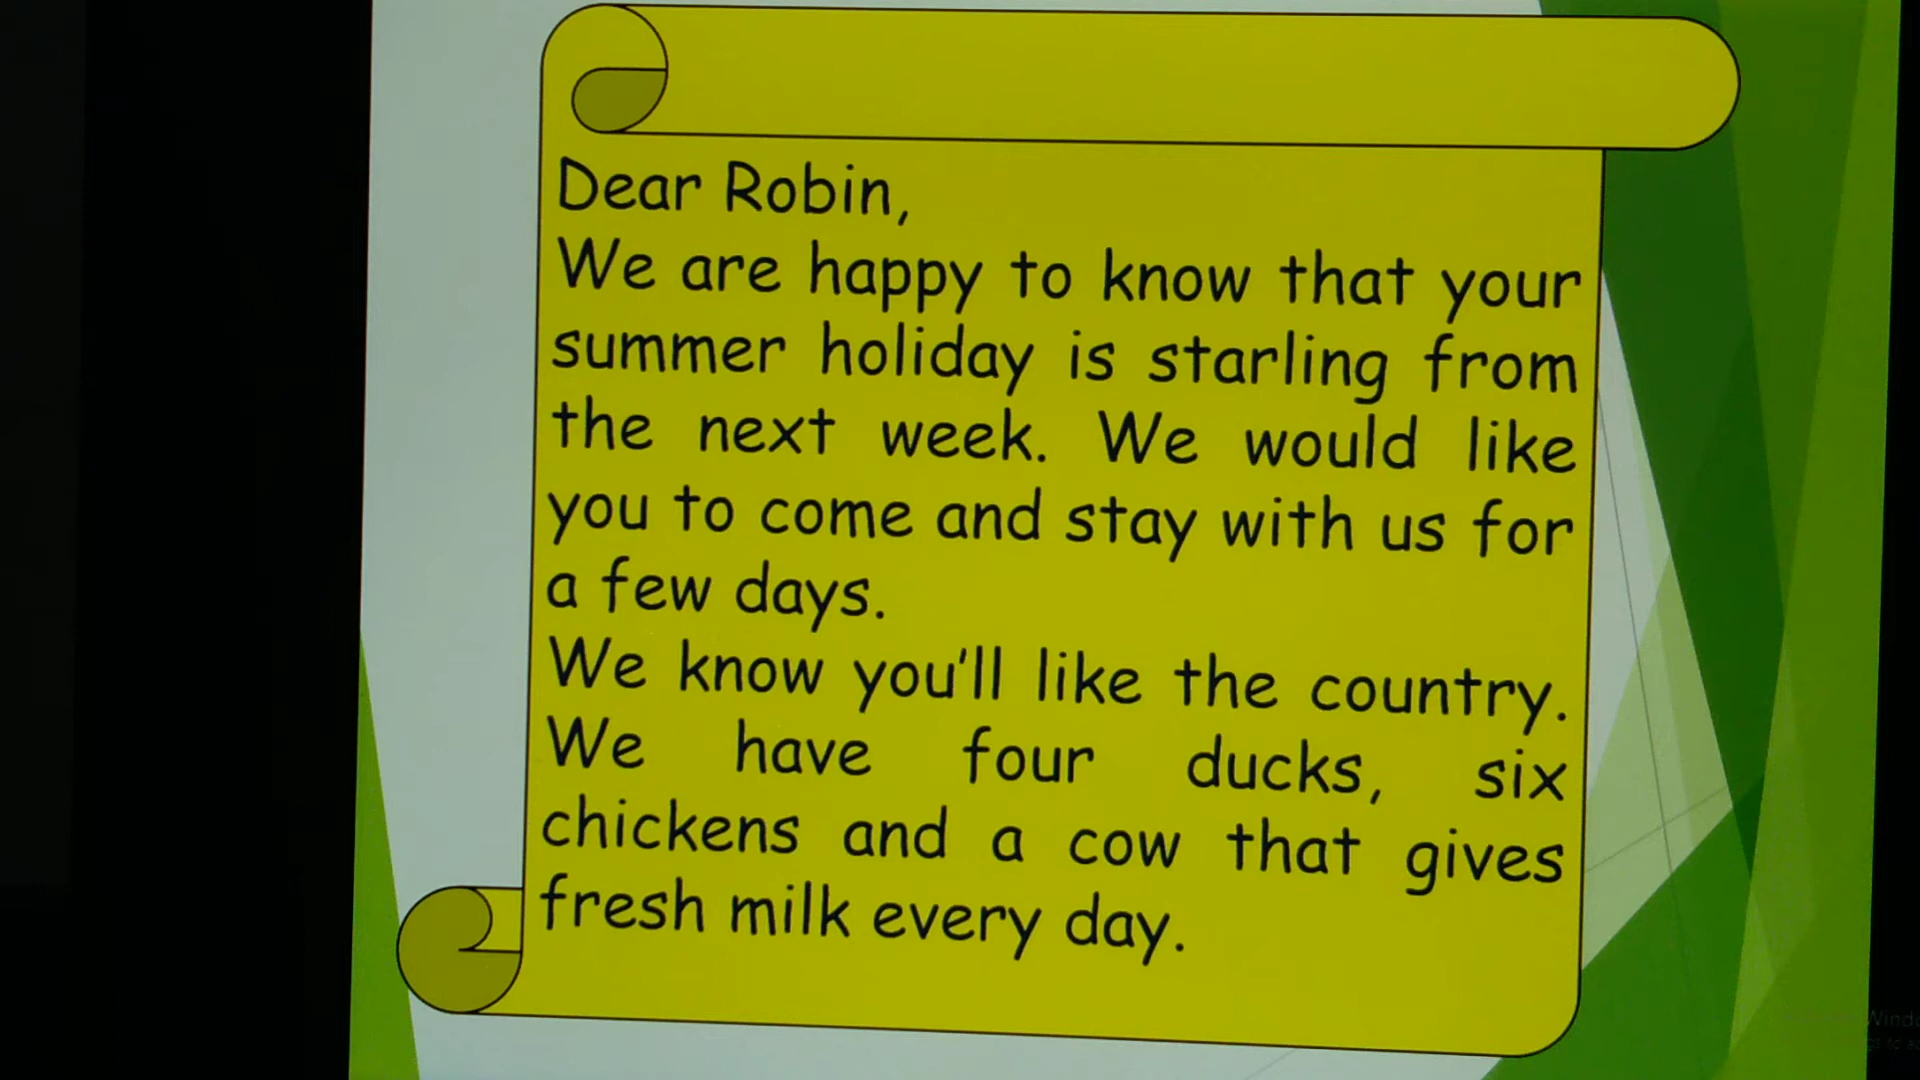 Dear Robin,
We are happy to know that your
summer holiday is starling from
the next week. We would like
you to come and stay with us for
a few days.
We know you'll like the country.
We have four ducks, six
chickens and a cow that gives
fresh milk every day.